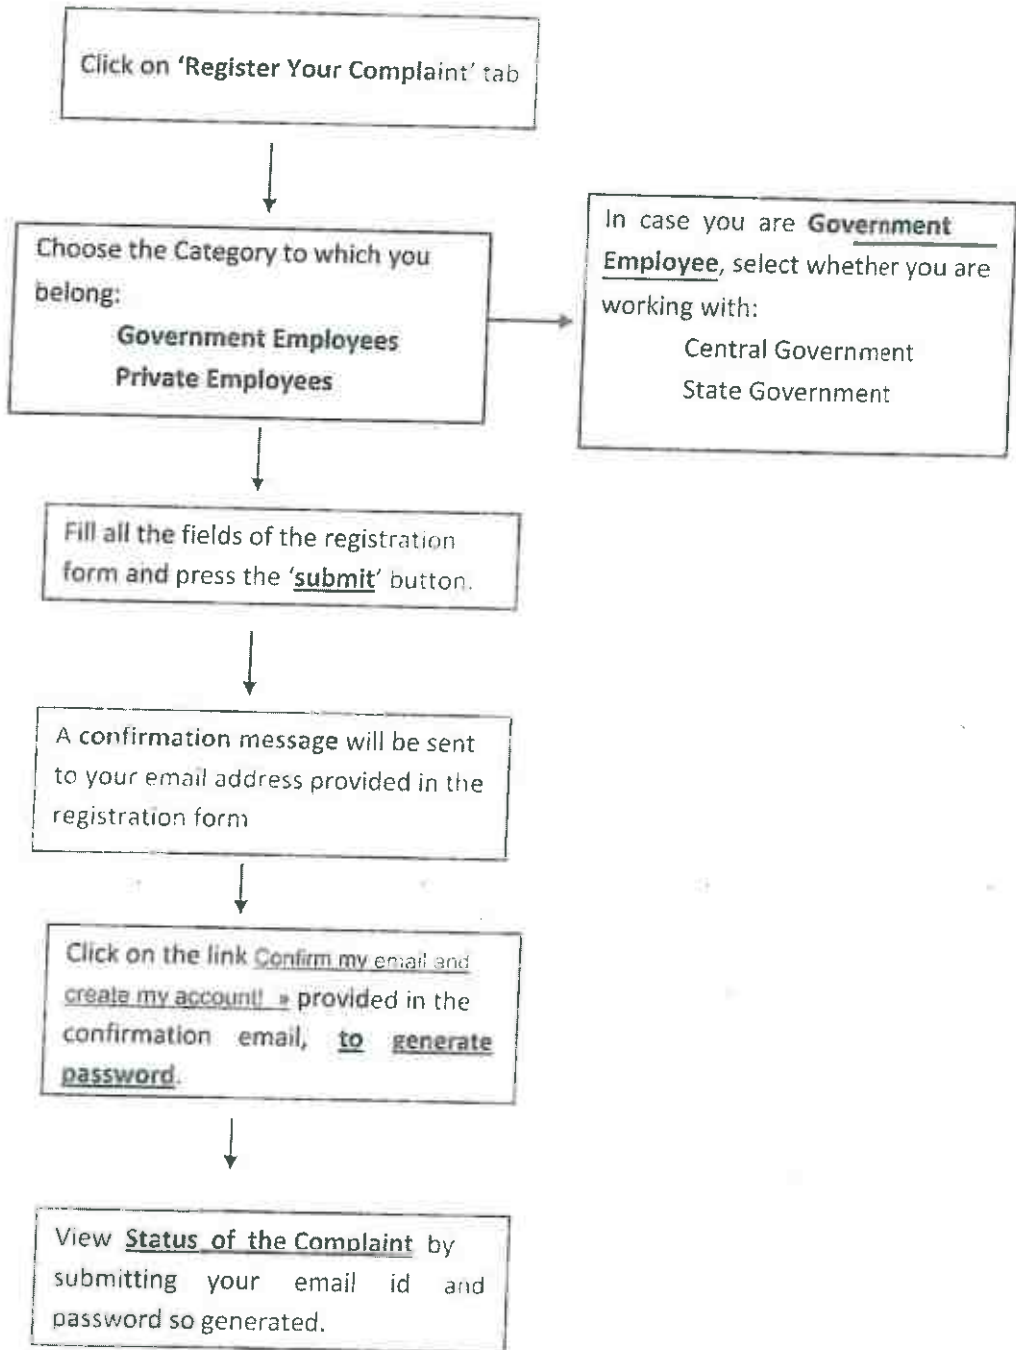 Click on 'Register Your Complaint' tab
Choose the Category to which you
belong:
Government Employees
Private Employees
In case you are Government
Employee, select whether you are
working with:
Central Government
State Government
Fill all the fields of the registration
form and press the 'submit' button.
A confirmation message will be sent
to your email address provided in the
registration form
Click on the link Confirm my email and
create my account! » provided in the
confirmation email, to generate
password.
View Status of the Complaint by
submitting your email id and
password so generated.